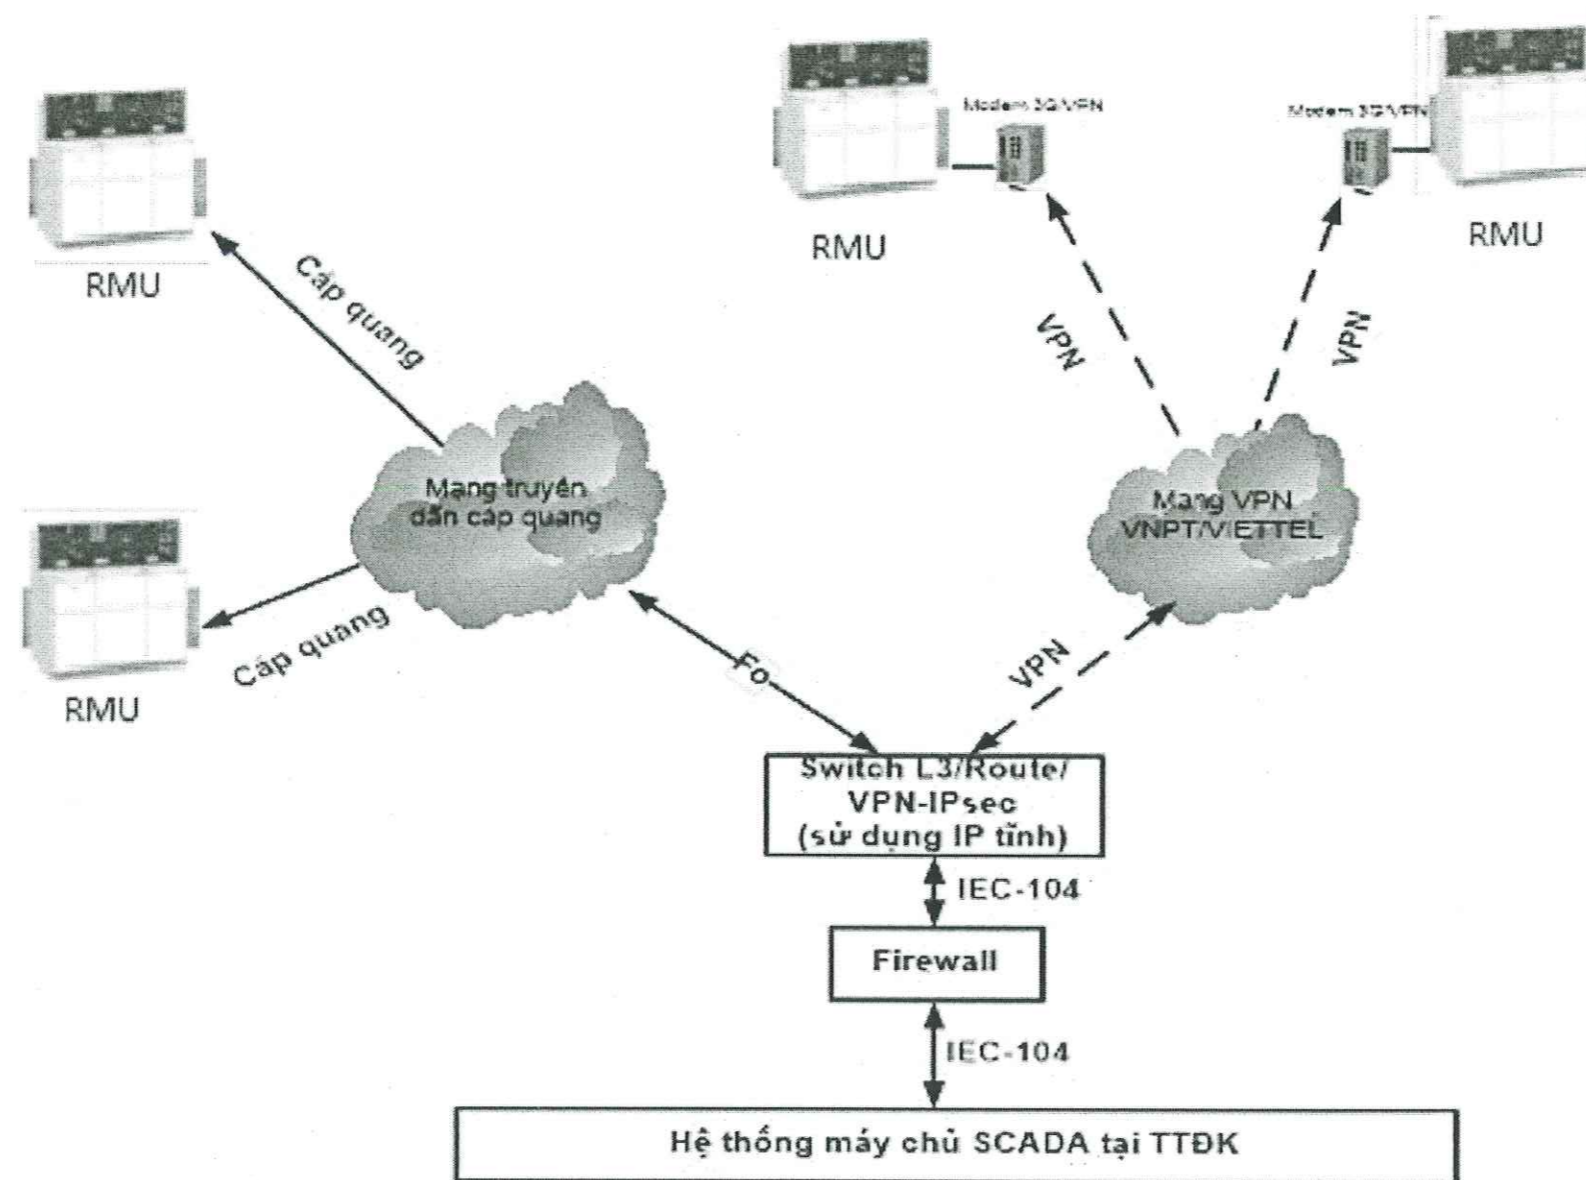 Modem 3G/VPN
Modem 3G/VPN
RMU
RMU
RMU
Cáp quang
VPN
VPN
Mạng truyền
dẫn cáp quang
Mạng VPN
VNPT/VIETTEL
Cáp quang
RMU
Fo
VPN
Switch L3/Route/
VPN-IPsec
(sử dụng IP tĩnh)
IEC-104
Firewall
IEC-104
Hệ thống máy chủ SCADA tại TTĐK